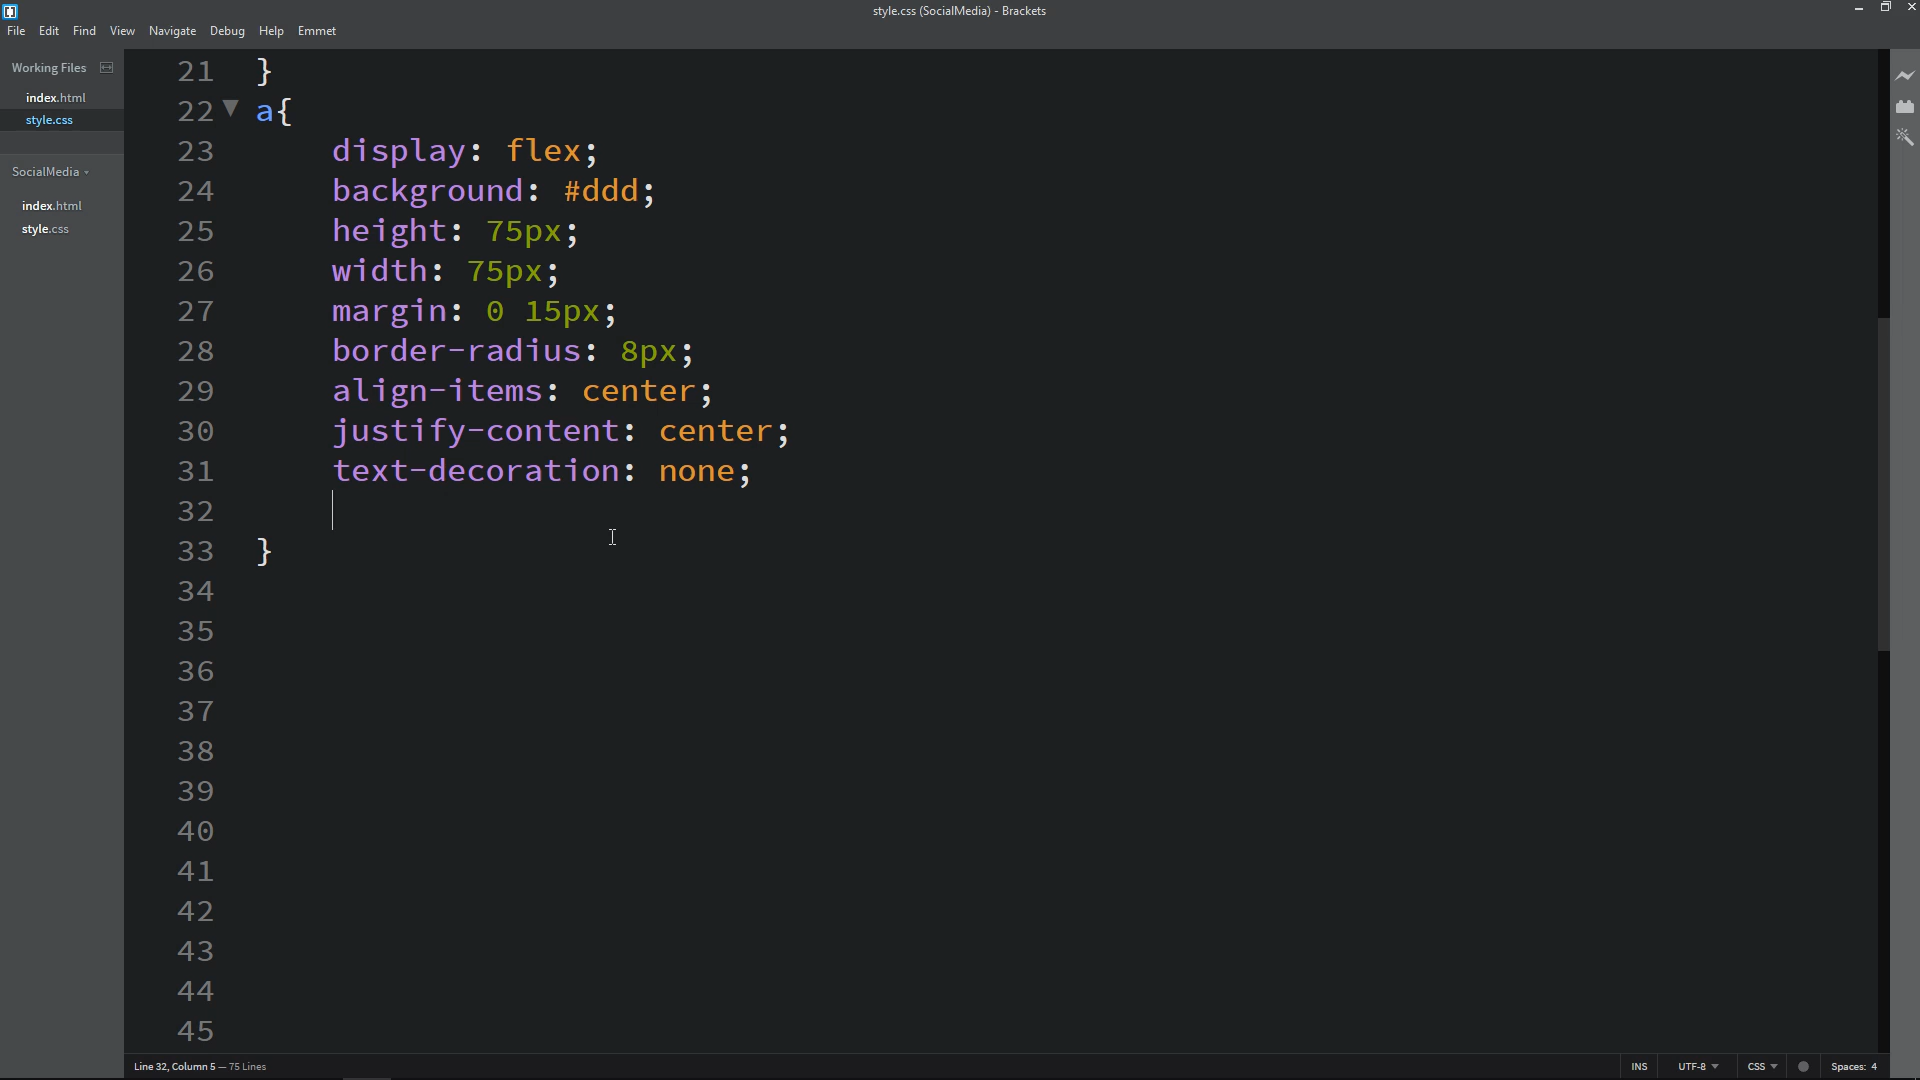 style.css (SocialMedia) - Brackets
File Edit Find View Navigate Debug Help Emmet
Working Files
index.html
style.css
SocialMedia
index.html
style.css
21 }
22 a{
23 display: flex;
24 background: #ddd;
25 height: 75px;
26 width: 75px;
27 margin: 0 15px;
28 border-radius: 8px;
29 align-items: center;
30 justify-content: center;
31 text-decoration: none;
32
33 }
34
35
36
37
38
39
40
41
42
43
44
45
Line 32, Column 5 — 75 Lines
INS UTF-8 CSS Spaces: 4